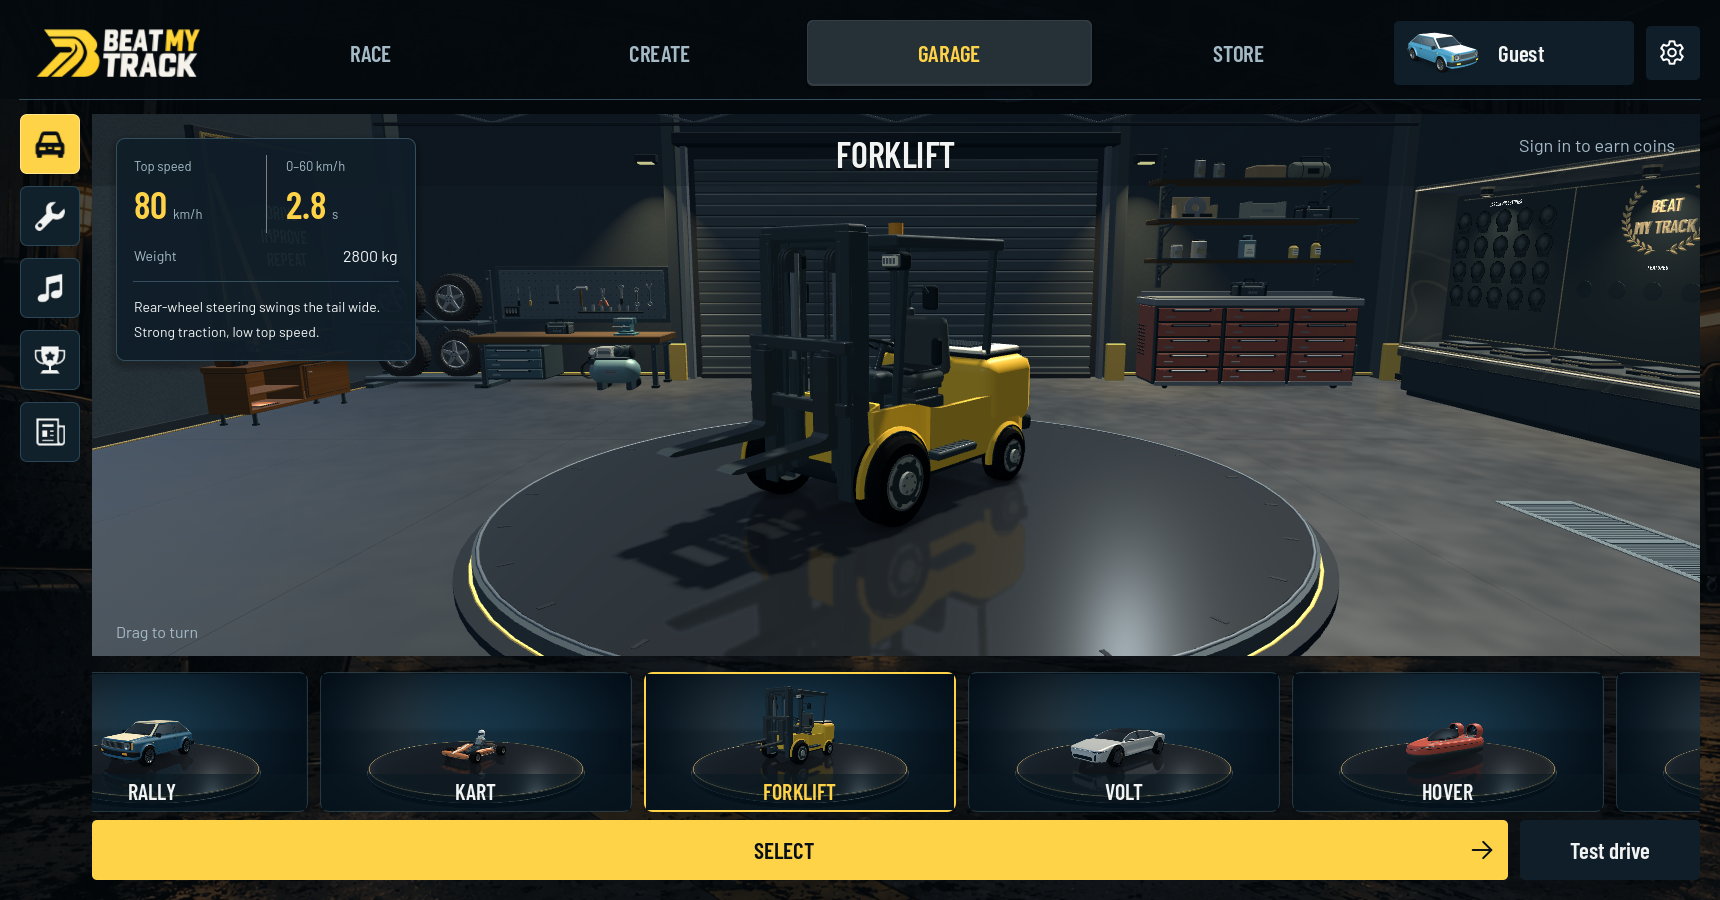 BEAT MY TRACK
RACE
CREATE
GARAGE
STORE
Guest
FORKLIFT
Sign in to earn coins
Top speed
80 km/h
0-60 km/h
2.8 s
IMPROVE
REPEAT
Weight
2800 kg
Rear-wheel steering swings the tail wide.
Strong traction, low top speed.
BEAT
MY TRACK
Drag to turn
RALLY
KART
FORKLIFT
VOLT
HOVER
SELECT
Test drive